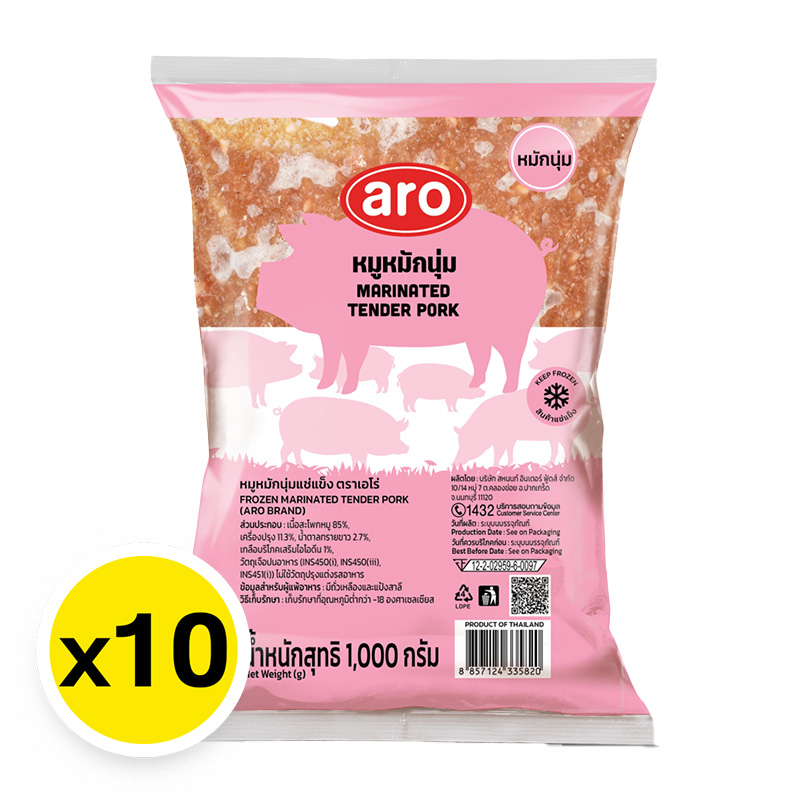 หมักนุ่ม
aro
หมูหมักนุ่ม
MARINATED
TENDER PORK
KEEP FROZEN
สินค้าแช่แข็ง
หมูหมักนุ่มแช่แข็ง ตราเอโร่
FROZEN MARINATED TENDER PORK
(ARO BRAND)
ส่วนประกอบ : เนื้อสะโพกหมู 85%,
เครื่องปรุง 11.3%, น้ำตาลทรายขาว 2.7%,
เกลือบริโภคเสริมไอโอดีน 1%,
วัตถุเจือปนอาหาร (INS450(i), INS450(iii),
INS451(i)) ไม่ใช้วัตถุปรุงแต่งรสอาหาร
ข้อมูลสำหรับผู้แพ้อาหาร : มีถั่วเหลืองและแป้งสาลี
วิธีเก็บรักษา : เก็บรักษาที่อุณหภูมิต่ำกว่า -18 องศาเซลเซียส
ผลิตโดย : บริษัท สหมนท์ อินเตอร์ ฟู้ดส์ จำกัด
10/14 หมู่ 7 ต.คลองข่อย อ.ปากเกร็ด
จ.นนทบุรี 11120
1432 บริการสอบถามข้อมูล
Customer Service Center
วันที่ผลิต : ระบุบนบรรจุภัณฑ์
Production Date : See on Packaging
วันที่ควรบริโภคก่อน : ระบุบนบรรจุภัณฑ์
Best Before Date : See on Packaging
12-2-02959-6-0097
4
LDPE
PRODUCT OF THAILAND
8 857124 335820
น้ำหนักสุทธิ 1,000 กรัม
Net Weight (g)
x10